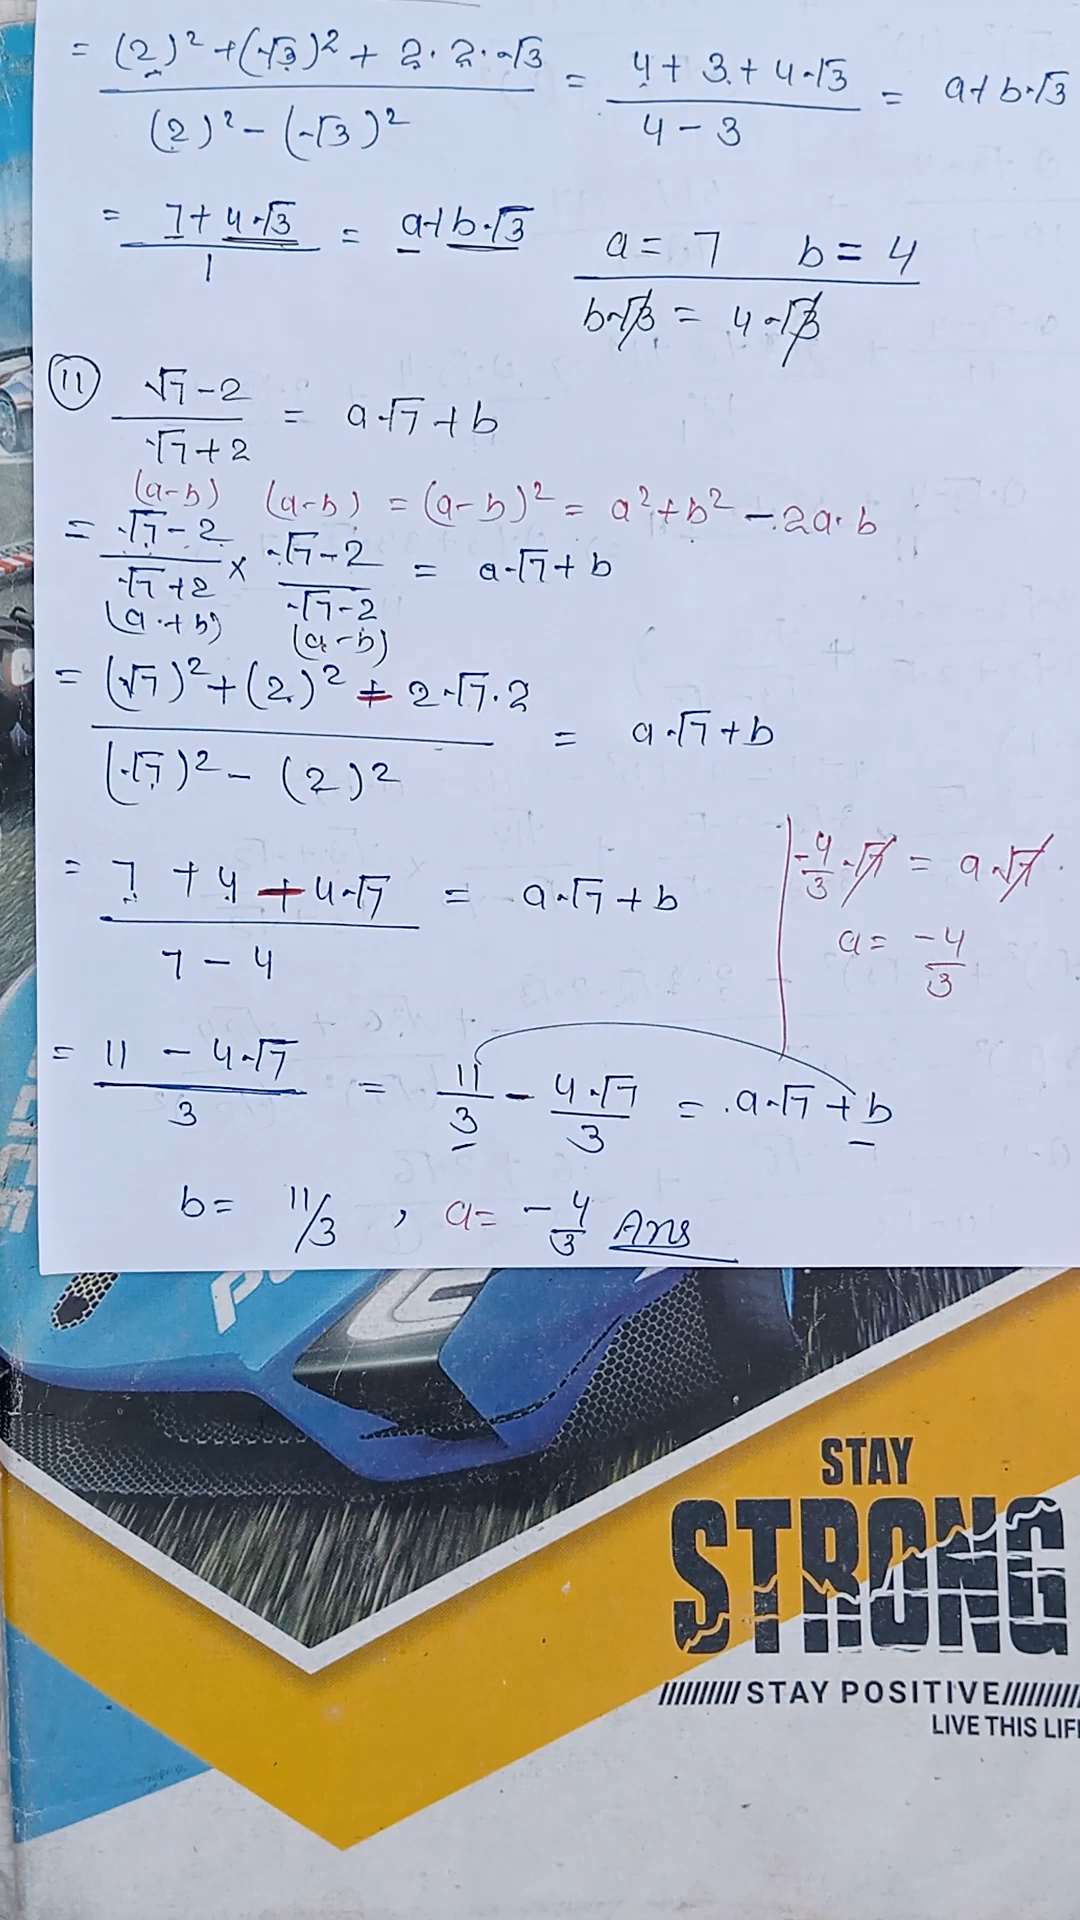 = (2)² + (√3)² + 2·2·√3 / (2)² - (√3)² = 4 + 3 + 4√3 / 4 - 3 = a + b√3
= 7 + 4√3 / 1 = a + b√3
a = 7 b = 4
b√3 = 4√3
(11) √7 - 2 / √7 + 2 = a√7 + b
(a-b) (a-b) = (a-b)² = a² + b² - 2a·b
= √7 - 2 / √7 + 2 × √7 - 2 / √7 - 2 = a√7 + b
(a+b) (a-b)
= (√7)² + (2)² - 2·√7·2 / (√7)² - (2)² = a√7 + b
= 7 + 4 - 4√7 / 7 - 4 = a√7 + b
-4/3 √7 = a√7
a = -4/3
= 11 - 4√7 / 3 = 11/3 - 4√7/3 = a√7 + b
b = 11/3 , a = -4/3 Ans
STAY
STRONG
STAY POSITIVE
LIVE THIS